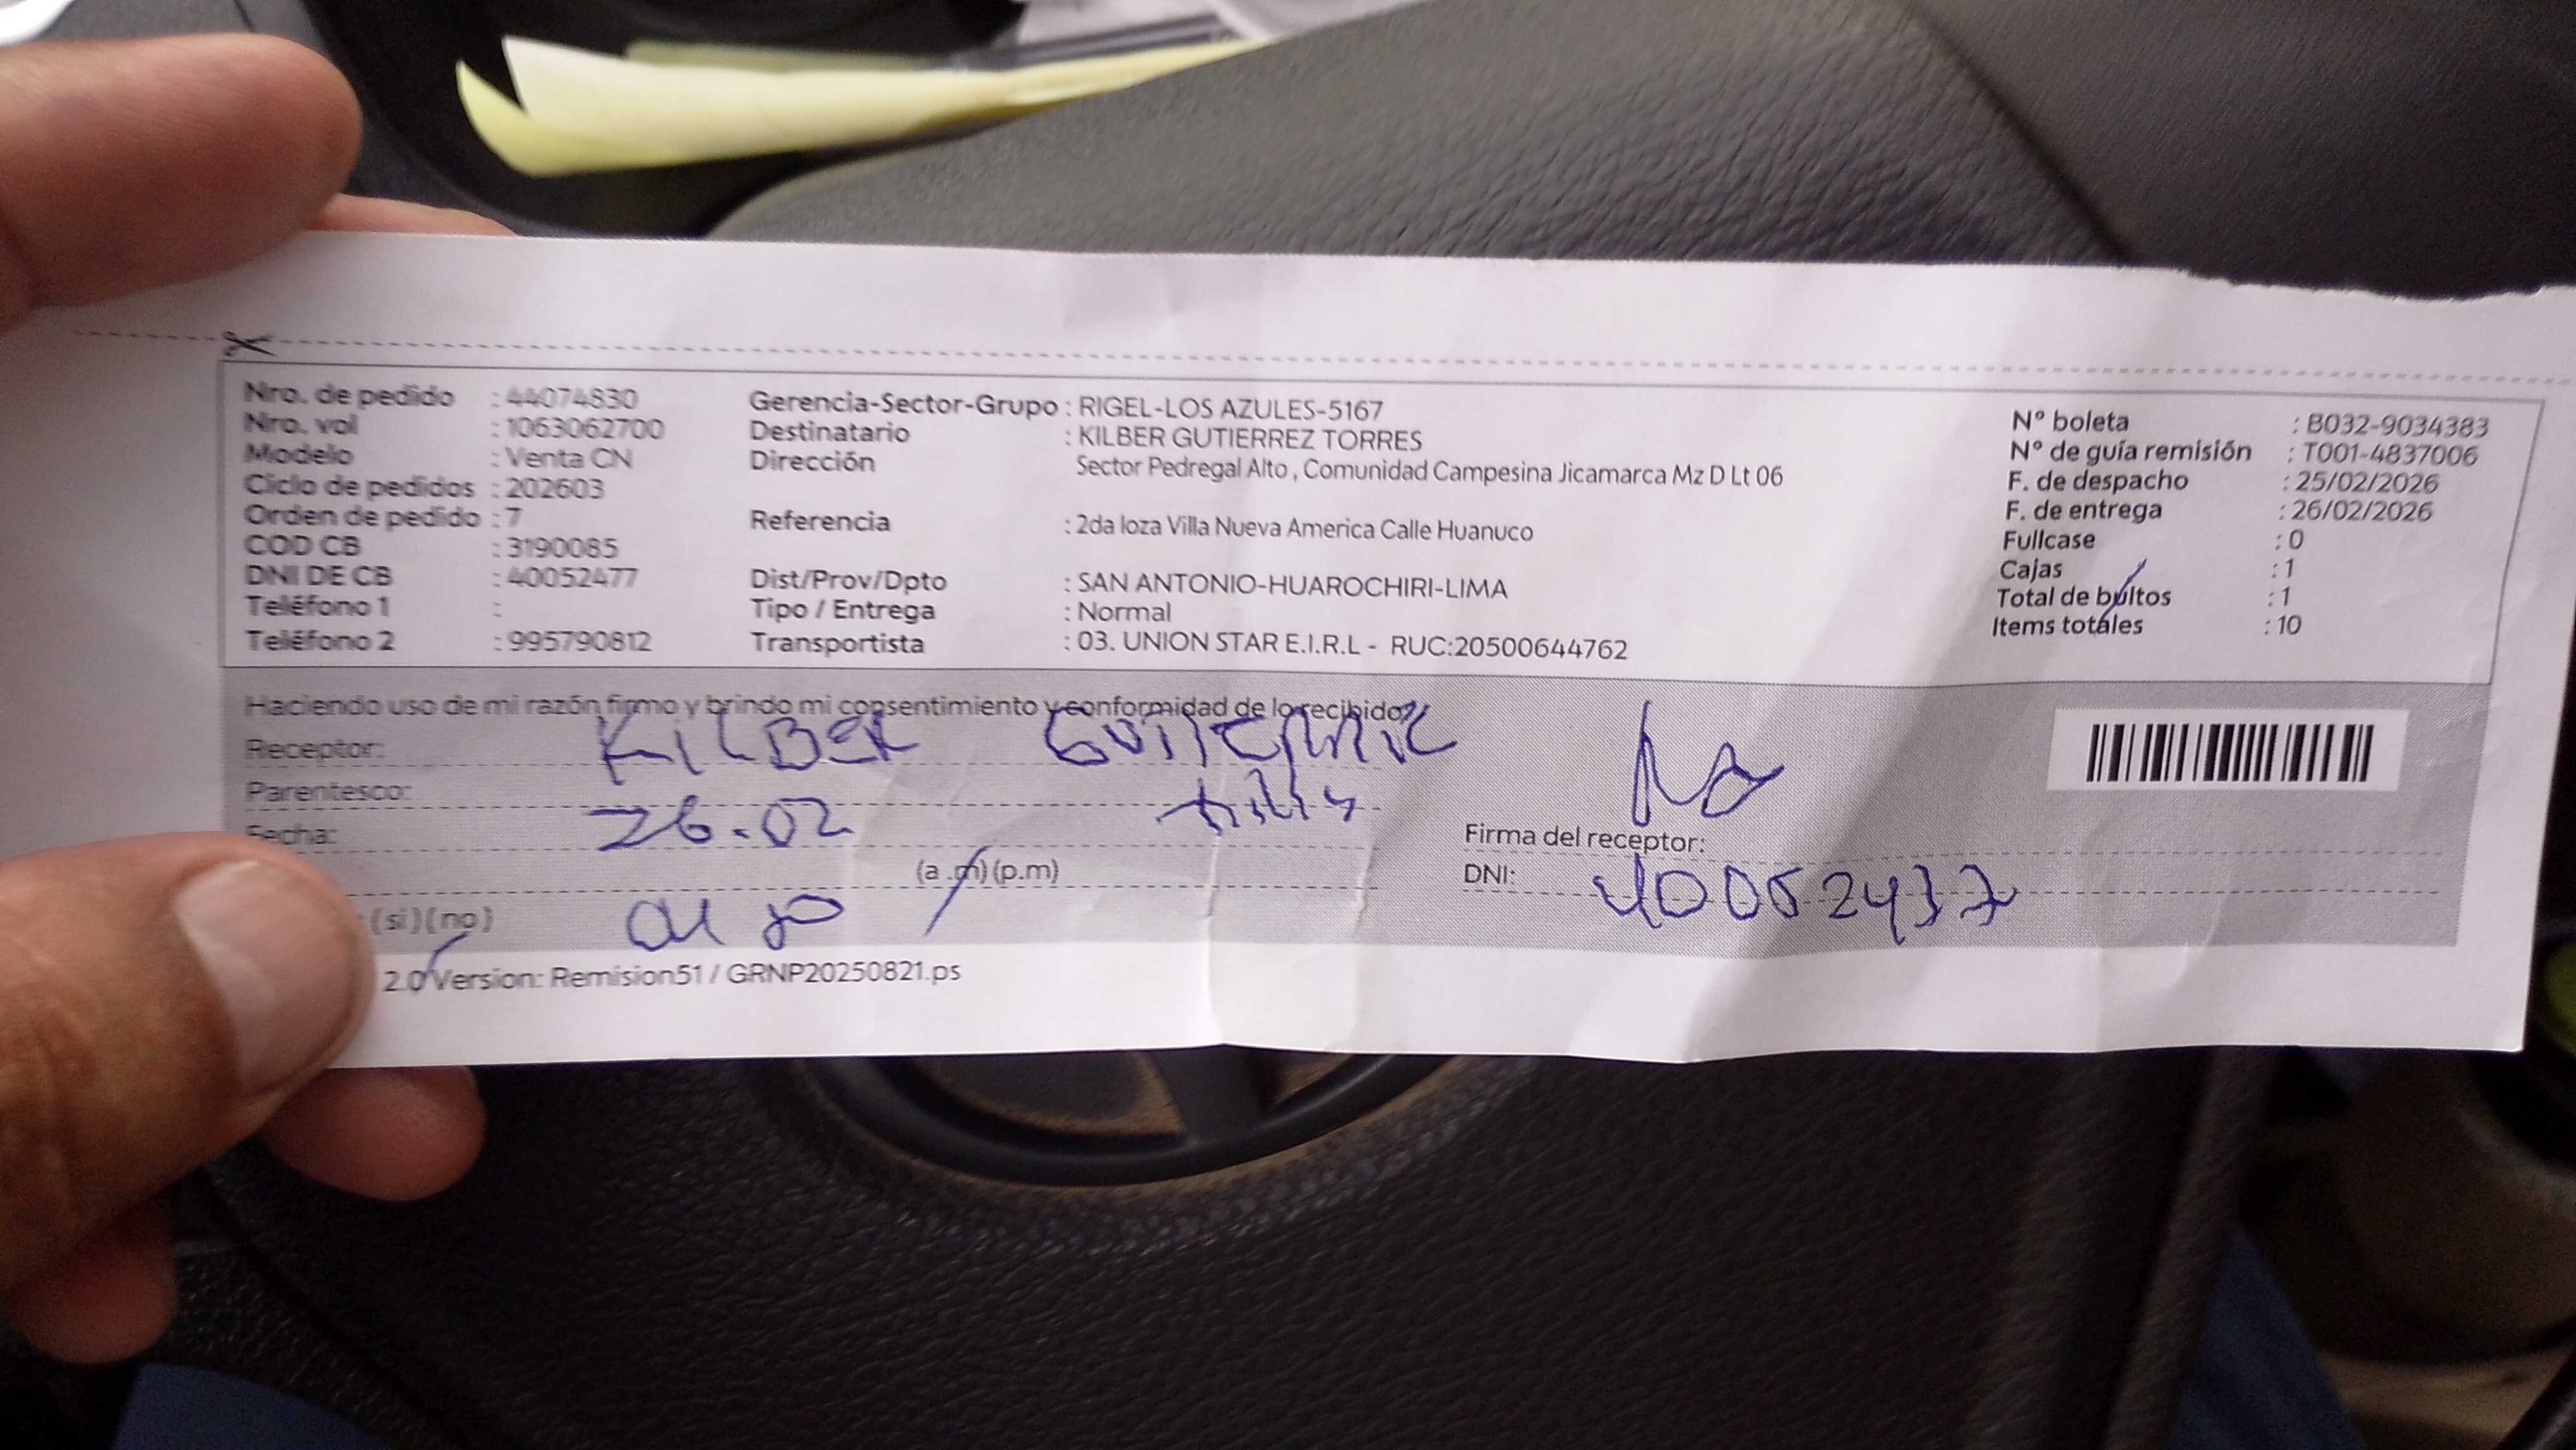 Nro. de pedido : 44074830
Nro. vol : 1063062700
Modelo : Venta CN
Ciclo de pedidos : 202603
Orden de pedido : 7
COD CB : 3190085
DNI DE CB : 40052477
Teléfono 1 :
Teléfono 2 : 995790812
Gerencia-Sector-Grupo : RIGEL-LOS AZULES-5167
Destinatario : KILBER GUTIERREZ TORRES
Dirección Sector Pedregal Alto , Comunidad Campesina Jicamarca Mz D Lt 06
Referencia : 2da loza Villa Nueva America Calle Huanuco
Dist/Prov/Dpto : SAN ANTONIO-HUAROCHIRI-LIMA
Tipo / Entrega : Normal
Transportista : 03. UNION STAR E.I.R.L - RUC:20500644762
Nº boleta : B032-9034383
Nº de guía remisión : T001-4837006
F. de despacho : 25/02/2026
F. de entrega : 26/02/2026
Fullcase : 0
Cajas : 1
Total de bultos : 1
Items totales : 10
Haciendo uso de mi razón firmo y brindo mi consentimiento y conformidad de lo recibido
Receptor: KILBER
Parentesco:
Fecha: 26.02
(a .m)(p.m)
(si)(no)
Firma del receptor:
DNI:
2.0 Version: Remision51 / GRNP20250821.ps